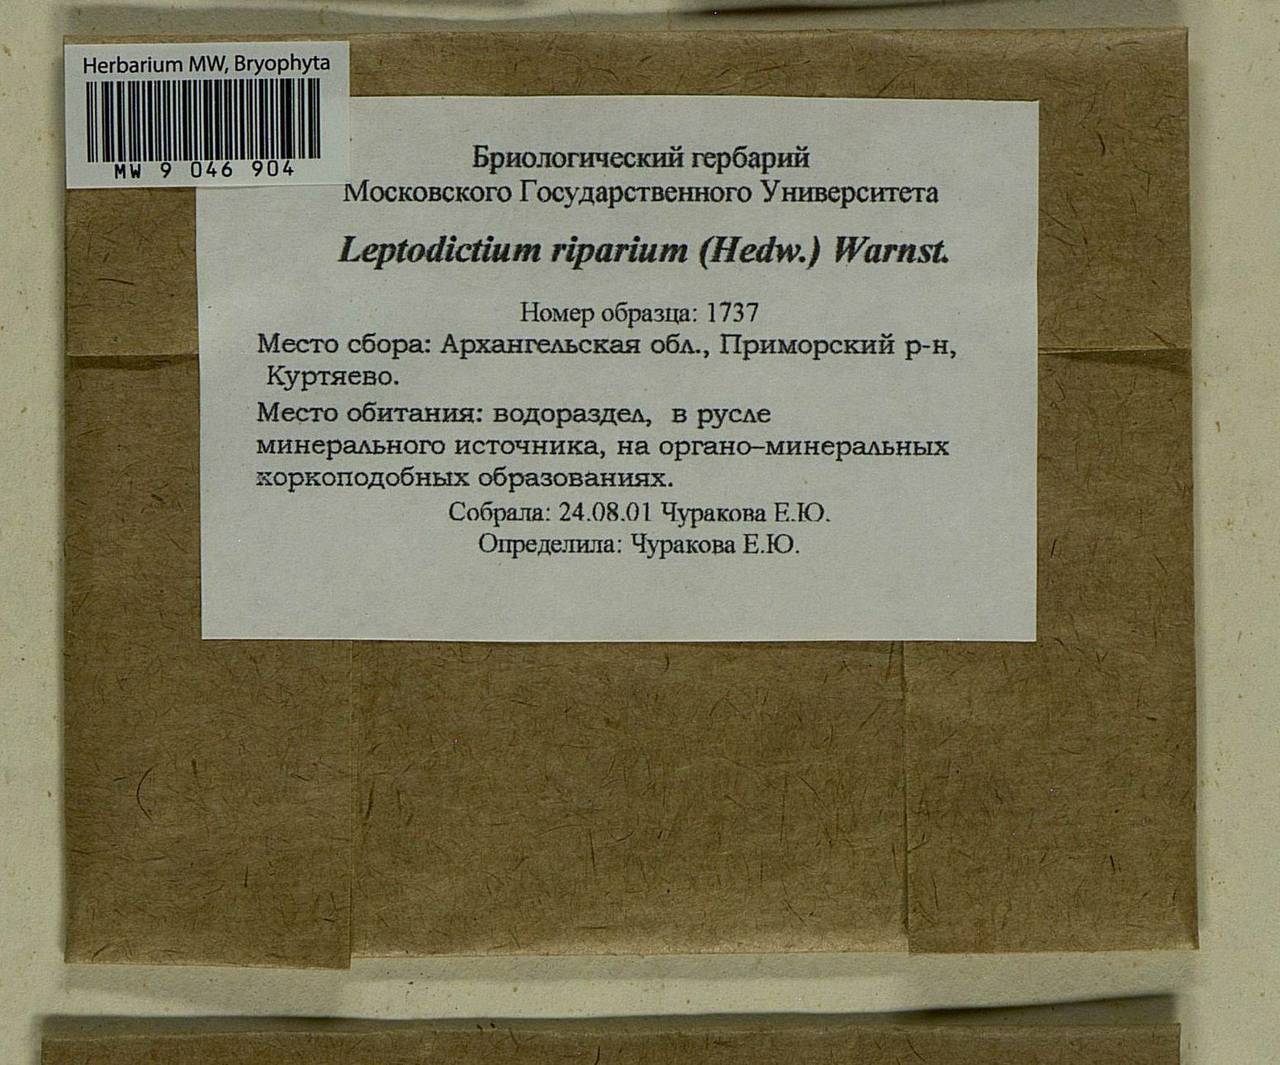 Herbarium MW, Bryophyta
MW 9 046 904
Бриологический гербарий
Московского Государственного Университета
Leptodictium riparium (Hedw.) Warnst.
Номер образца: 1737
Место сбора: Архангельская обл., Приморский р-н,
Куртяево.
Место обитания: водораздел, в русле
минерального источника, на органо–минеральных
коркоподобных образованиях.
Собрала: 24.08.01 Чуракова Е.Ю.
Определила: Чуракова Е.Ю.